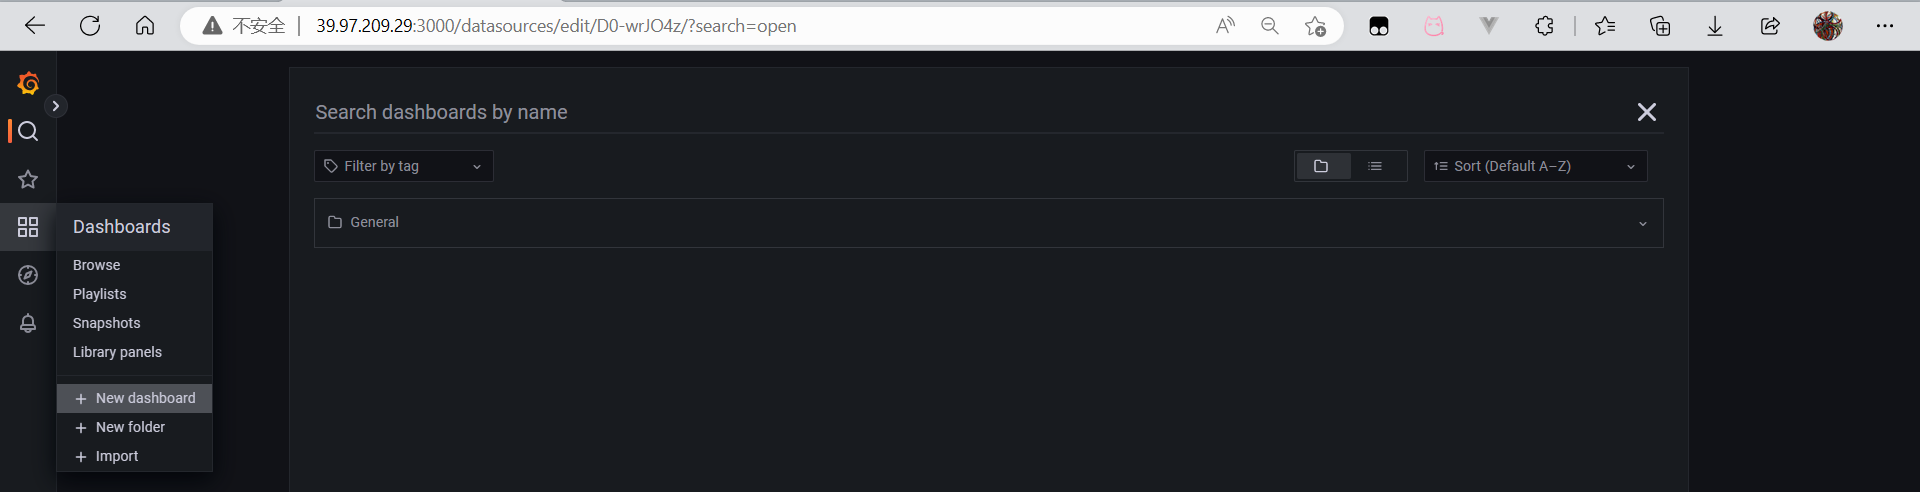 不安全 39.97.209.29:3000/datasources/edit/D0-wrJO4z/?search=open
Search dashboards by name
Filter by tag
Sort (Default A–Z)
General
Dashboards
Browse
Playlists
Snapshots
Library panels
New dashboard
New folder
Import